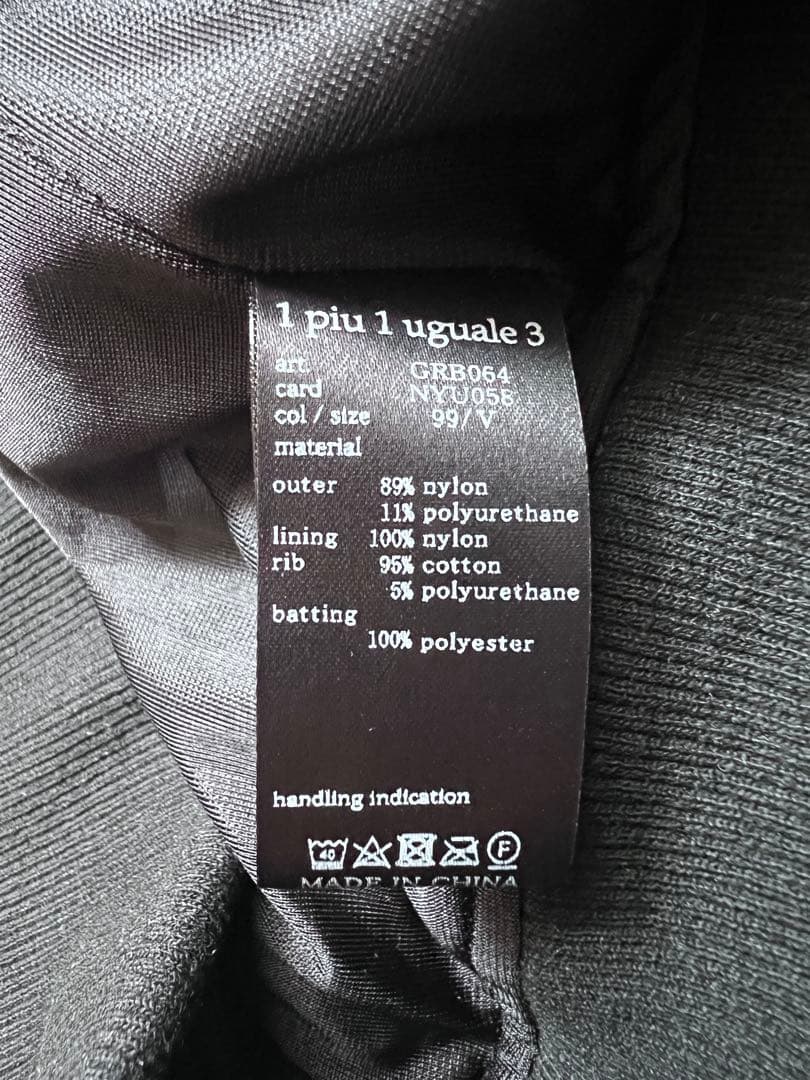 1 piu 1 uguale 3
art. GRB064
card NYU058
col / size 99/V
material
outer 89% nylon
11% polyurethane
lining 100% nylon
rib 95% cotton
5% polyurethane
batting
100% polyester
handling indication
40 F
MADE IN CHINA